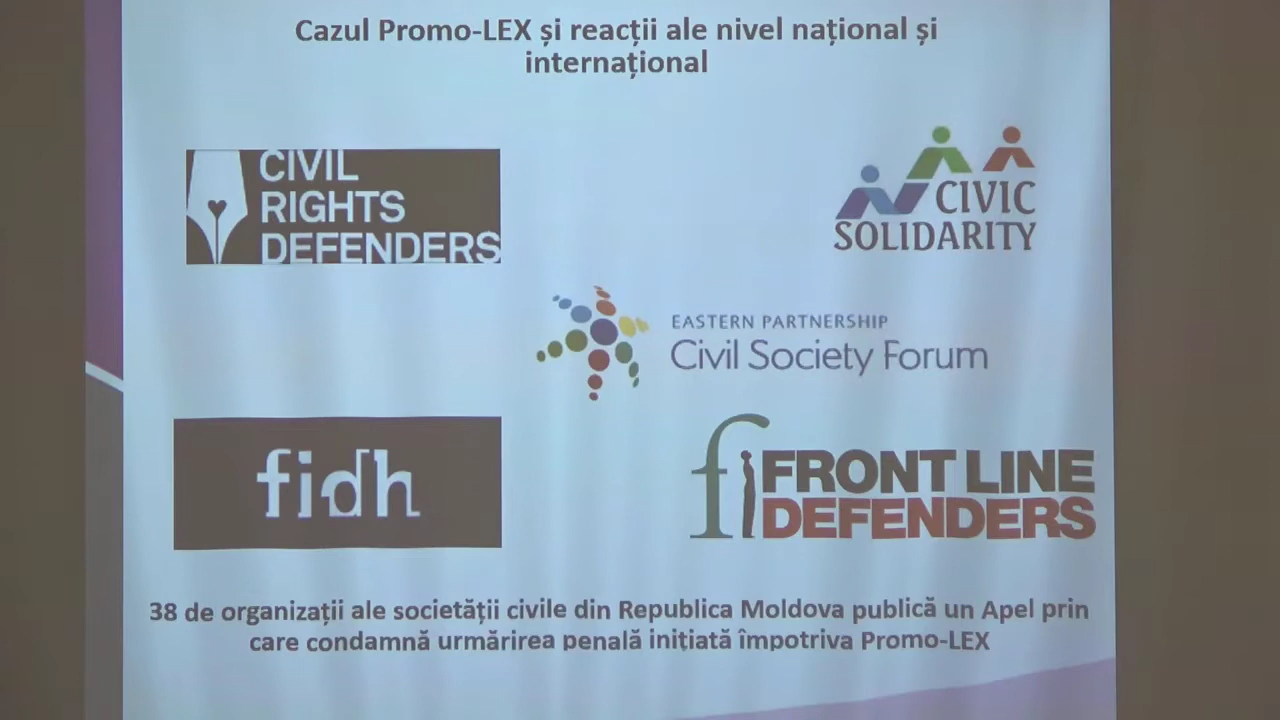 Cazul Promo-LEX și reacții ale nivel național și
internațional
CIVIL
RIGHTS
DEFENDERS
CIVIC
SOLIDARITY
EASTERN PARTNERSHIP
Civil Society Forum
fidh
f FRONT LINE
DEFENDERS
38 de organizații ale societății civile din Republica Moldova publică un Apel prin
care condamnă urmărirea penală inițiată împotriva Promo-LEX